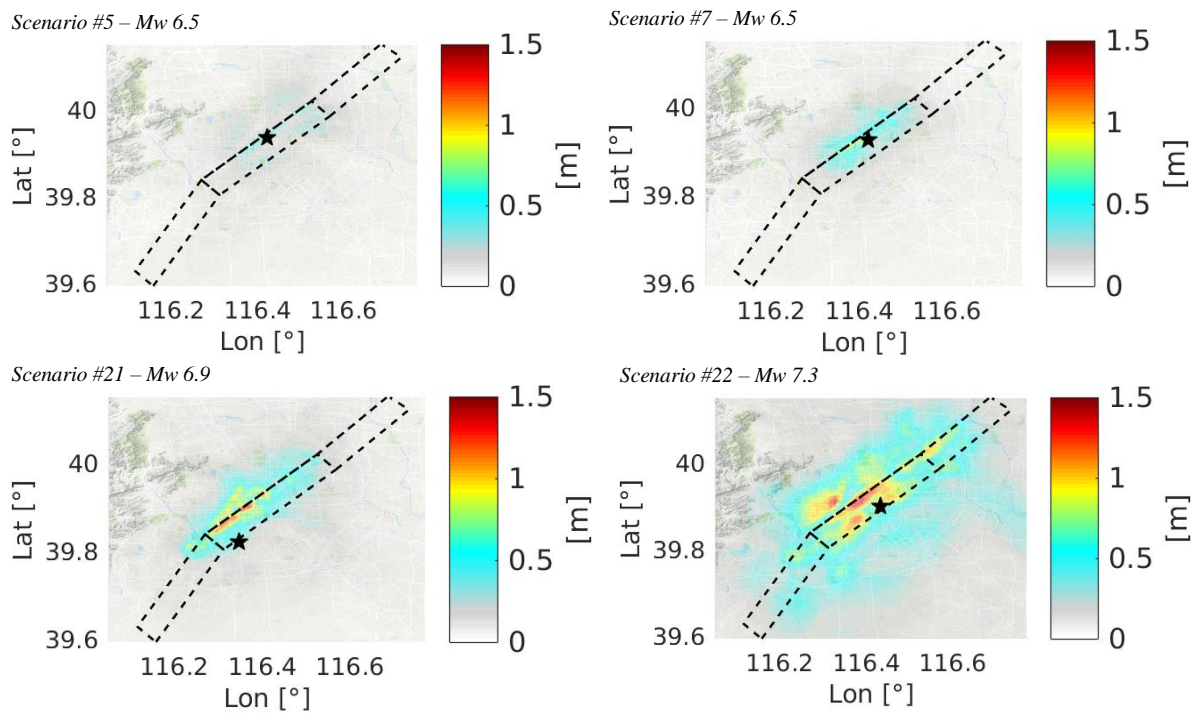 Scenario #5 – Mw 6.5
Lat [°]
40
39.8
39.6
116.2 116.4 116.6
Lon [°]
1.5
1
0.5
0
[m]
Scenario #7 – Mw 6.5
Lat [°]
40
39.8
39.6
116.2 116.4 116.6
Lon [°]
1.5
1
0.5
0
[m]
Scenario #21 – Mw 6.9
Lat [°]
40
39.8
39.6
116.2 116.4 116.6
Lon [°]
1.5
1
0.5
0
[m]
Scenario #22 – Mw 7.3
Lat [°]
40
39.8
39.6
116.2 116.4 116.6
Lon [°]
1.5
1
0.5
0
[m]